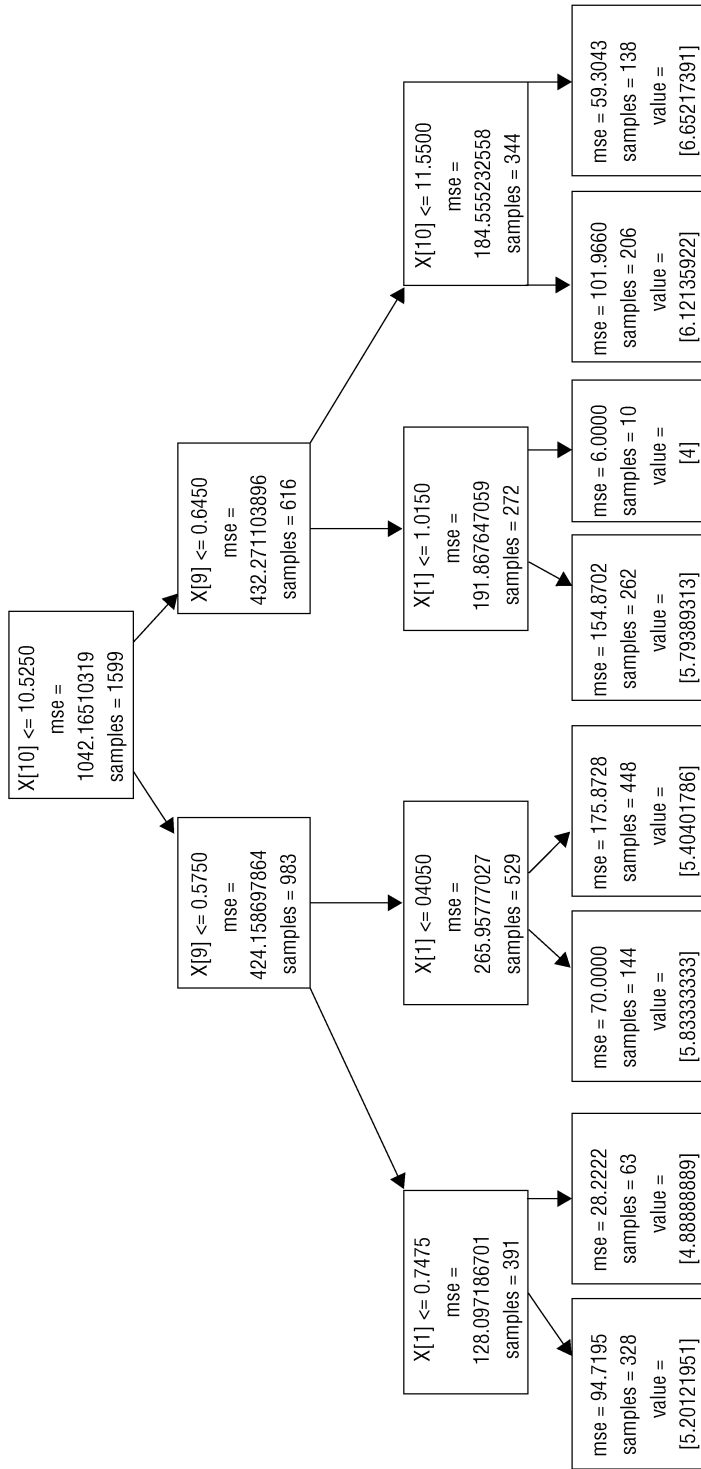 X[10] <= 10.5250
mse =
1042.16510319
samples = 1599
X[9] <= 0.5750
mse =
424.158697864
samples = 983
X[9] <= 0.6450
mse =
432.271103896
samples = 616
X[1] <= 0.7475
mse =
128.097186701
samples = 391
X[1] <= 04050
mse =
265.95777027
samples = 529
X[1] <= 1.0150
mse =
191.867647059
samples = 272
X[10] <= 11.5500
mse =
184.555232558
samples = 344
mse = 94.7195
samples = 328
value =
[5.20121951]
mse = 28.2222
samples = 63
value =
[4.88888889]
mse = 70.0000
samples = 144
value =
[5.83333333]
mse = 175.8728
samples = 448
value =
[5.40401786]
mse = 154.8702
samples = 262
value =
[5.79389313]
mse = 6.0000
samples = 10
value =
[4]
mse = 101.9660
samples = 206
value =
[6.12135922]
mse = 59.3043
samples = 138
value =
[6.65217391]